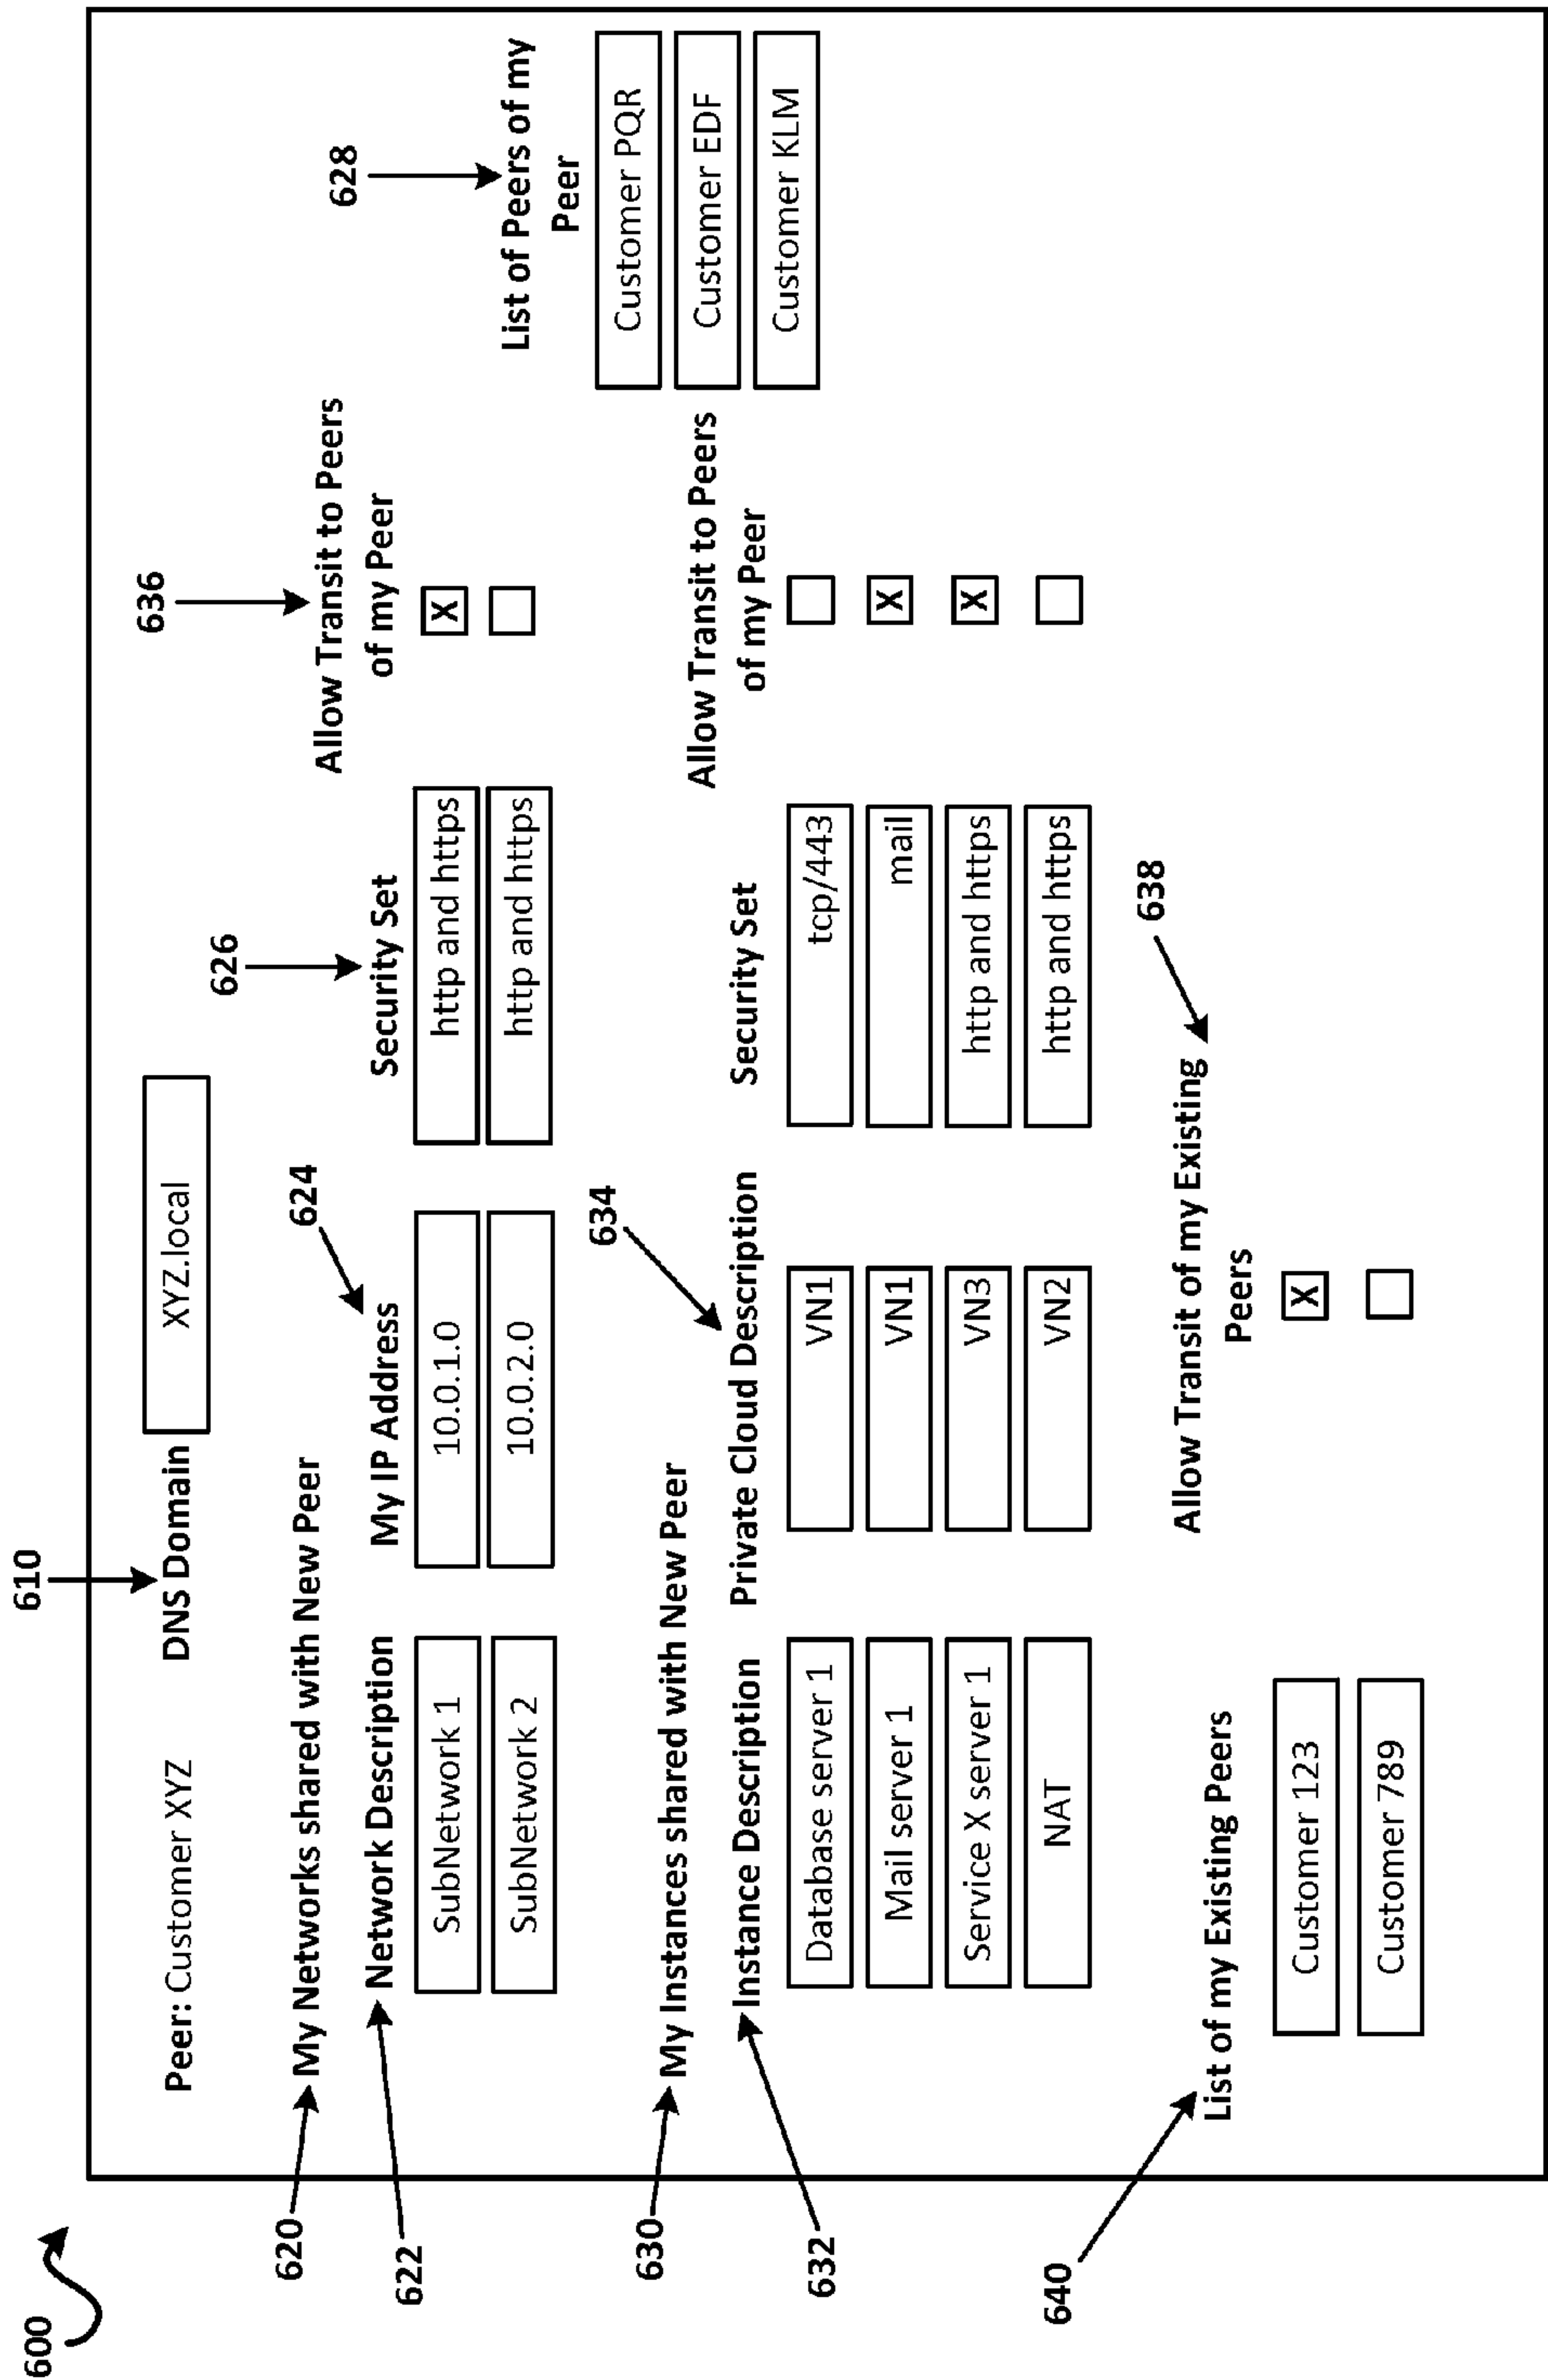 600
610
Peer: Customer XYZ
DNS Domain
XYZ.local
620
My Networks shared with New Peer
622
Network Description
SubNetwork 1
SubNetwork 2
624
My IP Address
10.0.1.0
10.0.2.0
626
Security Set
http and https
http and https
636
Allow Transit to Peers
of my Peer
X
628
List of Peers of my
Peer
Customer PQR
Customer EDF
Customer KLM
630
My Instances shared with New Peer
632
Instance Description
Database server 1
Mail server 1
Service X server 1
NAT
634
Private Cloud Description
VN1
VN1
VN3
VN2
Security Set
tcp/443
mail
http and https
http and https
Allow Transit to Peers
of my Peer
X
X
640
List of my Existing Peers
Customer 123
Customer 789
638
Allow Transit of my Existing
Peers
X